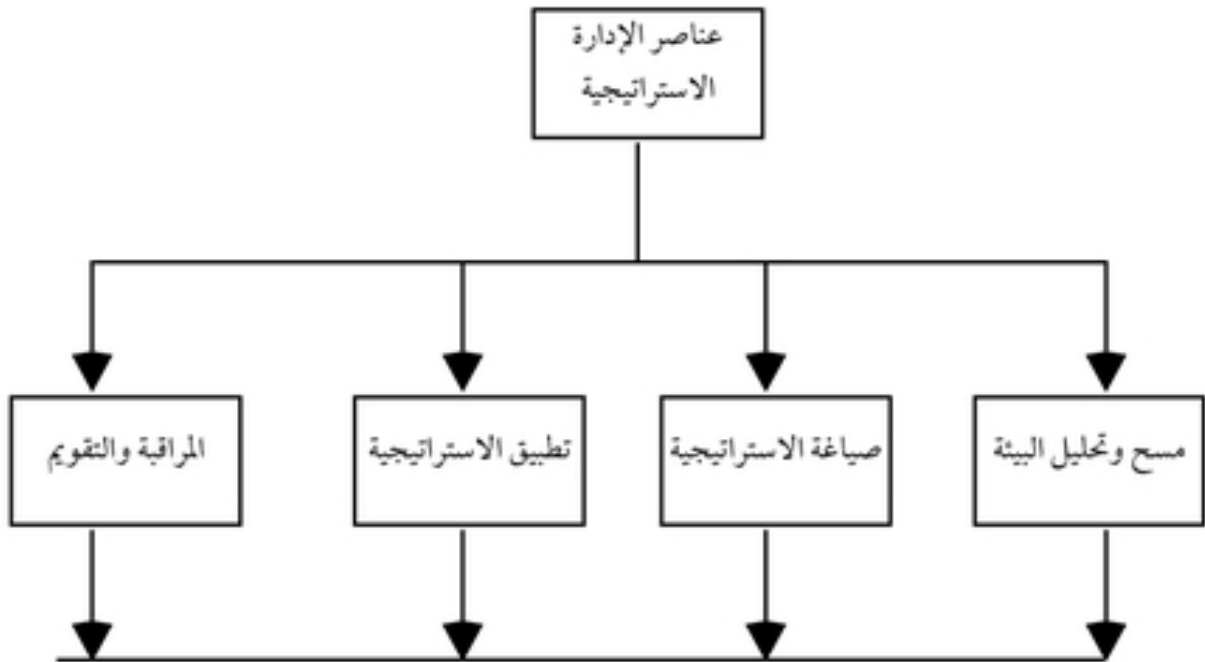 عناصر الإدارة
الاستراتيجية
مسح وتحليل البيئة
صياغة الاستراتيجية
تطبيق الاستراتيجية
المراقبة والتقويم